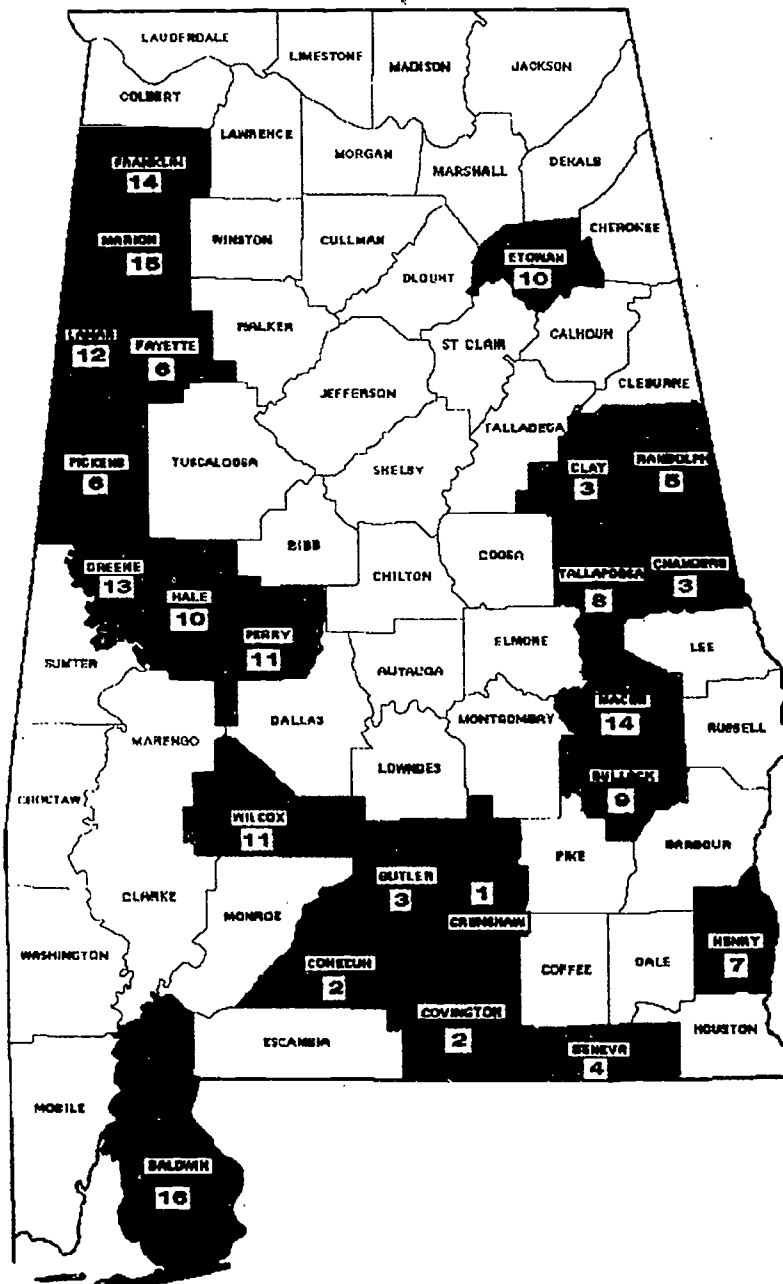 LAUDERDALE
LIMESTONE
MADISON
JACKSON
COLBERT
LAWRENCE
MORGAN
MARSHALL
DEKALB
FRANKLIN
14
CHEROKEE
MARION
15
WINSTON
CULLMAN
ETOWAH
10
BLOUNT
LAMAR
12
FAYETTE
6
WALKER
ST CLAIR
CALHOUN
CLEBURNE
JEFFERSON
TALLADEGA
PICKENS
6
TUSCALOOSA
SHELBY
CLAY
3
RANDOLPH
5
BIBB
CHILTON
COOSA
GREENE
13
HALE
10
TALLAPOOSA
8
CHAMBERS
3
PERRY
11
ELMORE
LEE
SUMTER
AUTAUGA
MACON
14
DALLAS
MONTGOMERY
RUSSELL
MARENGO
LOWNDES
BULLOCK
9
CHOCTAW
WILCOX
11
PIKE
BARBOUR
BUTLER
3
1
CRENSHAW
CLARKE
MONROE
WASHINGTON
CONECUH
2
COFFEE
DALE
HENRY
7
COVINGTON
2
ESCAMBIA
GENEVA
4
HOUSTON
MOBILE
BALDWIN
16